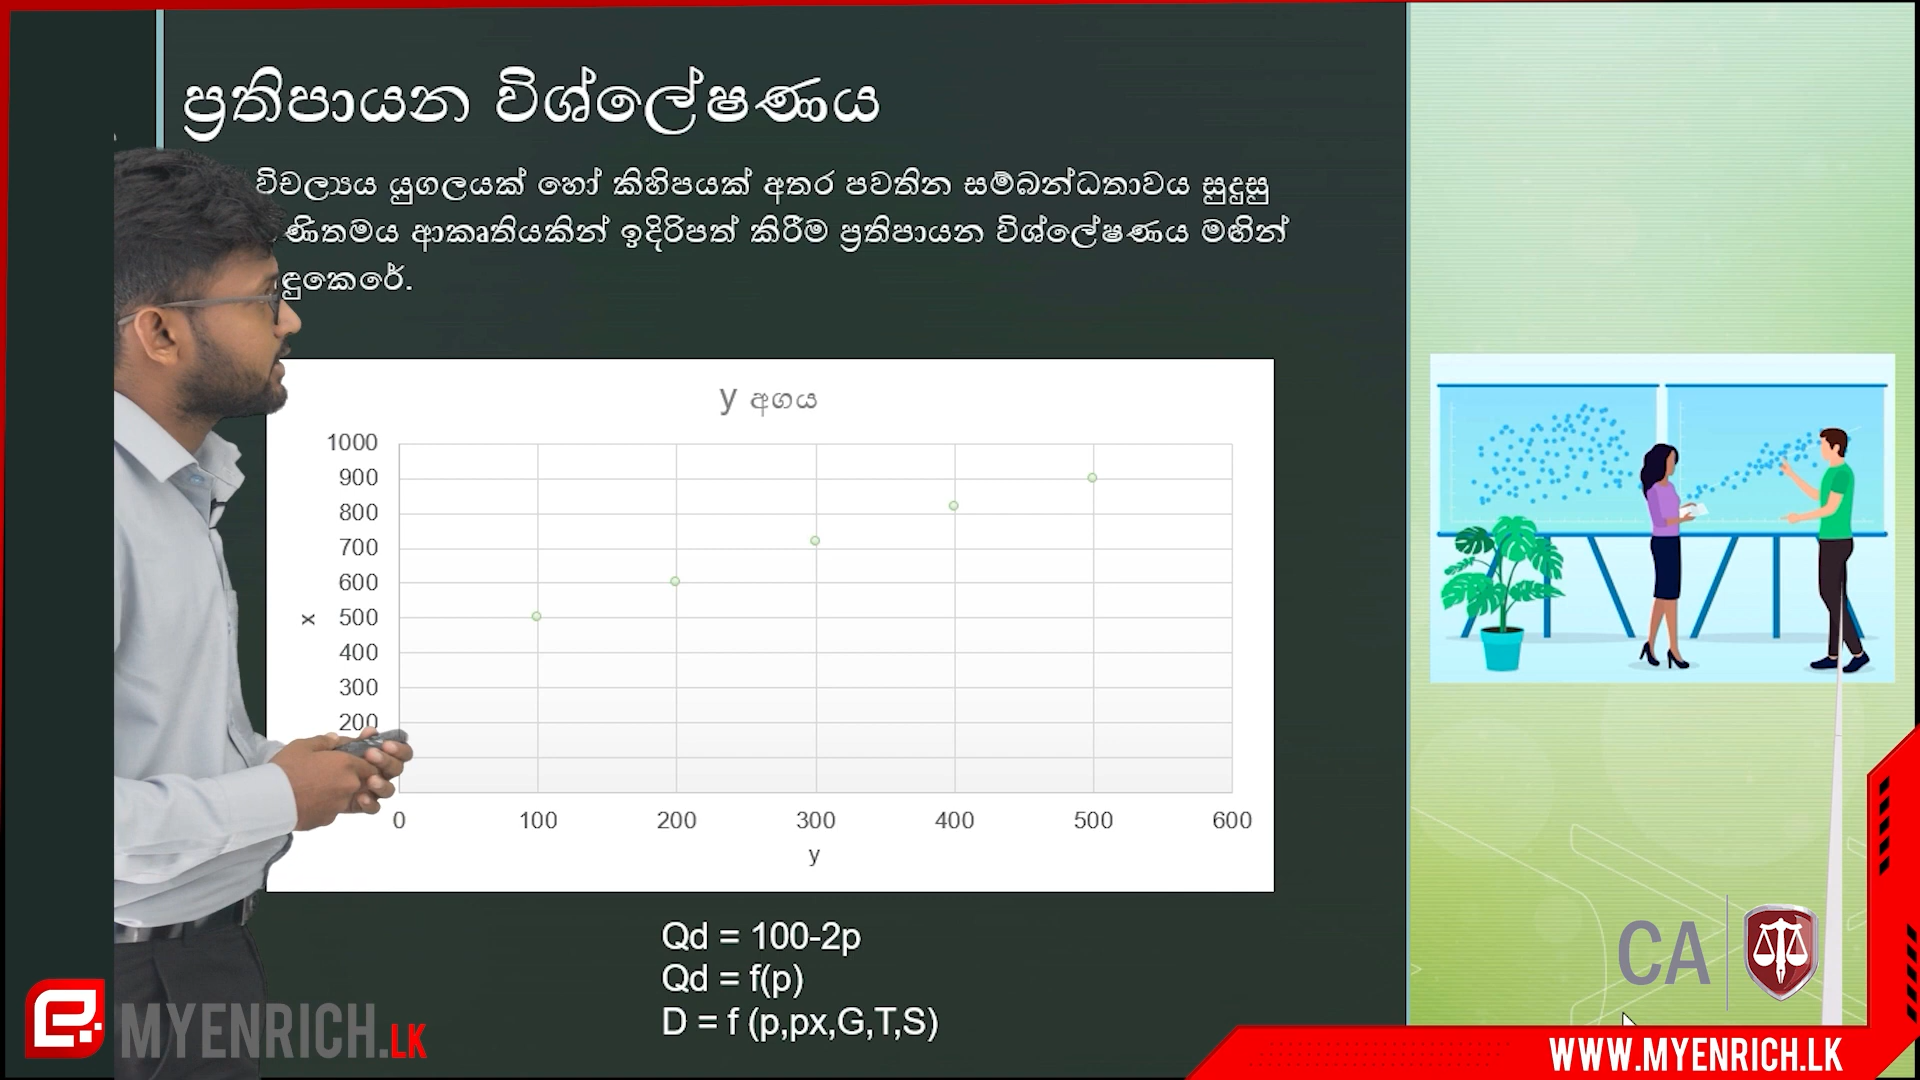 ප්‍රතිපායන විශ්ලේෂණය
විචල්‍යය යුගලයක් හෝ කිහිපයක් අතර පවතින සම්බන්ධතාවය සුදුසු
ආකෘතියකින් ඉදිරිපත් කිරීම ප්‍රතිපායන විශ්ලේෂණය මඟින්
y අගය
1000
900
800
700
600
500
400
300
200
x
0 100 200 300 400 500 600
y
Qd = 100-2p
Qd = f(p)
D = f (p,px,G,T,S)
CA
MYENRICH.LK
WWW.MYENRICH.LK